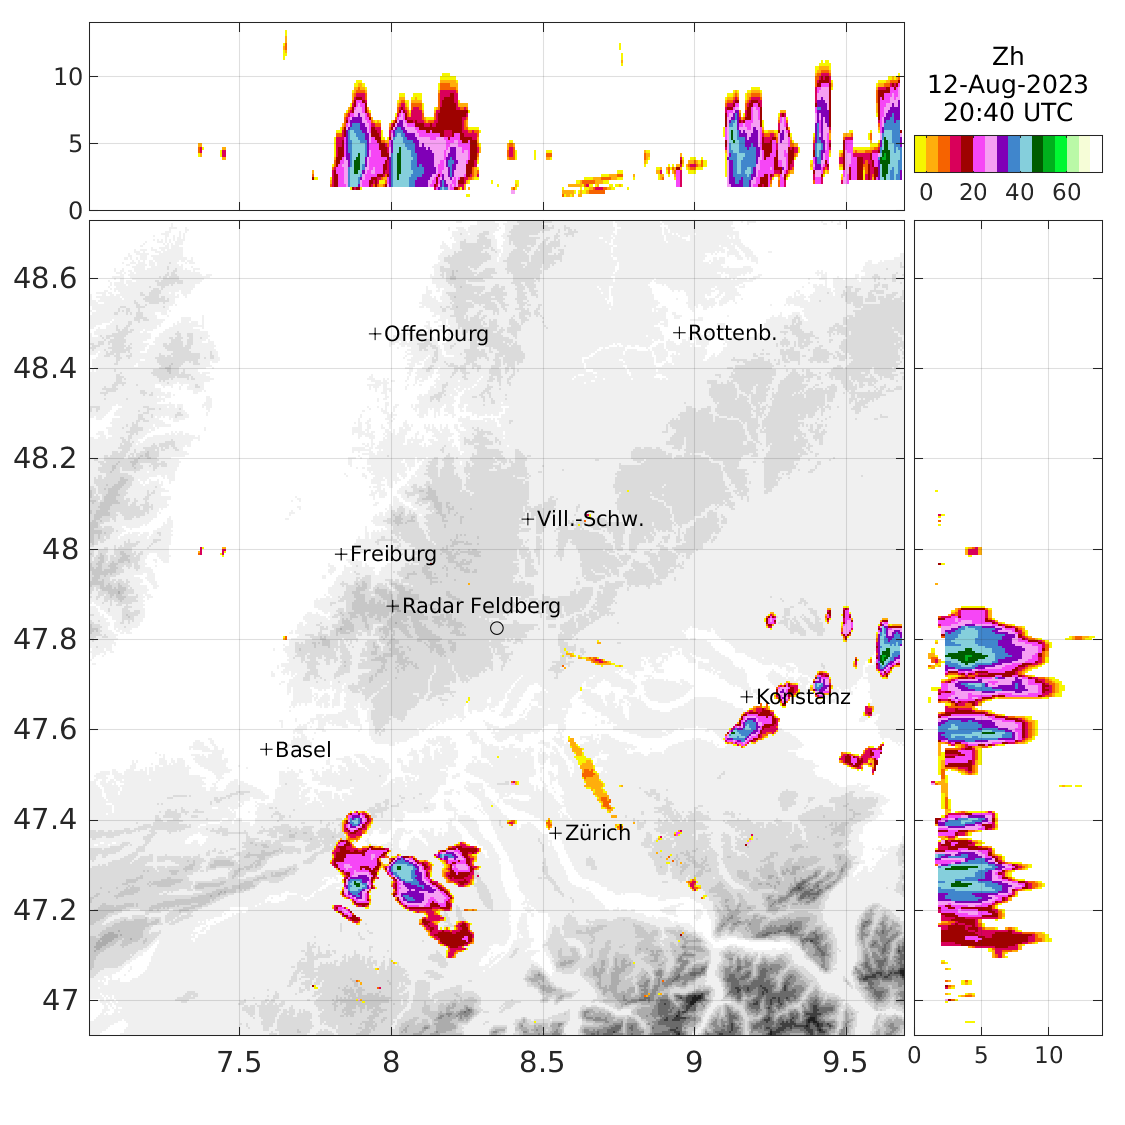 10
5
0
Zh
12-Aug-2023
20:40 UTC
0 20 40 60
48.6
48.4
48.2
48
47.8
47.6
47.4
47.2
47
+Offenburg
+Rottenb.
+Vill.-Schw.
+Freiburg
+Radar Feldberg
+Konstanz
+Basel
+Zürich
7.5 8 8.5 9 9.5
0 5 10